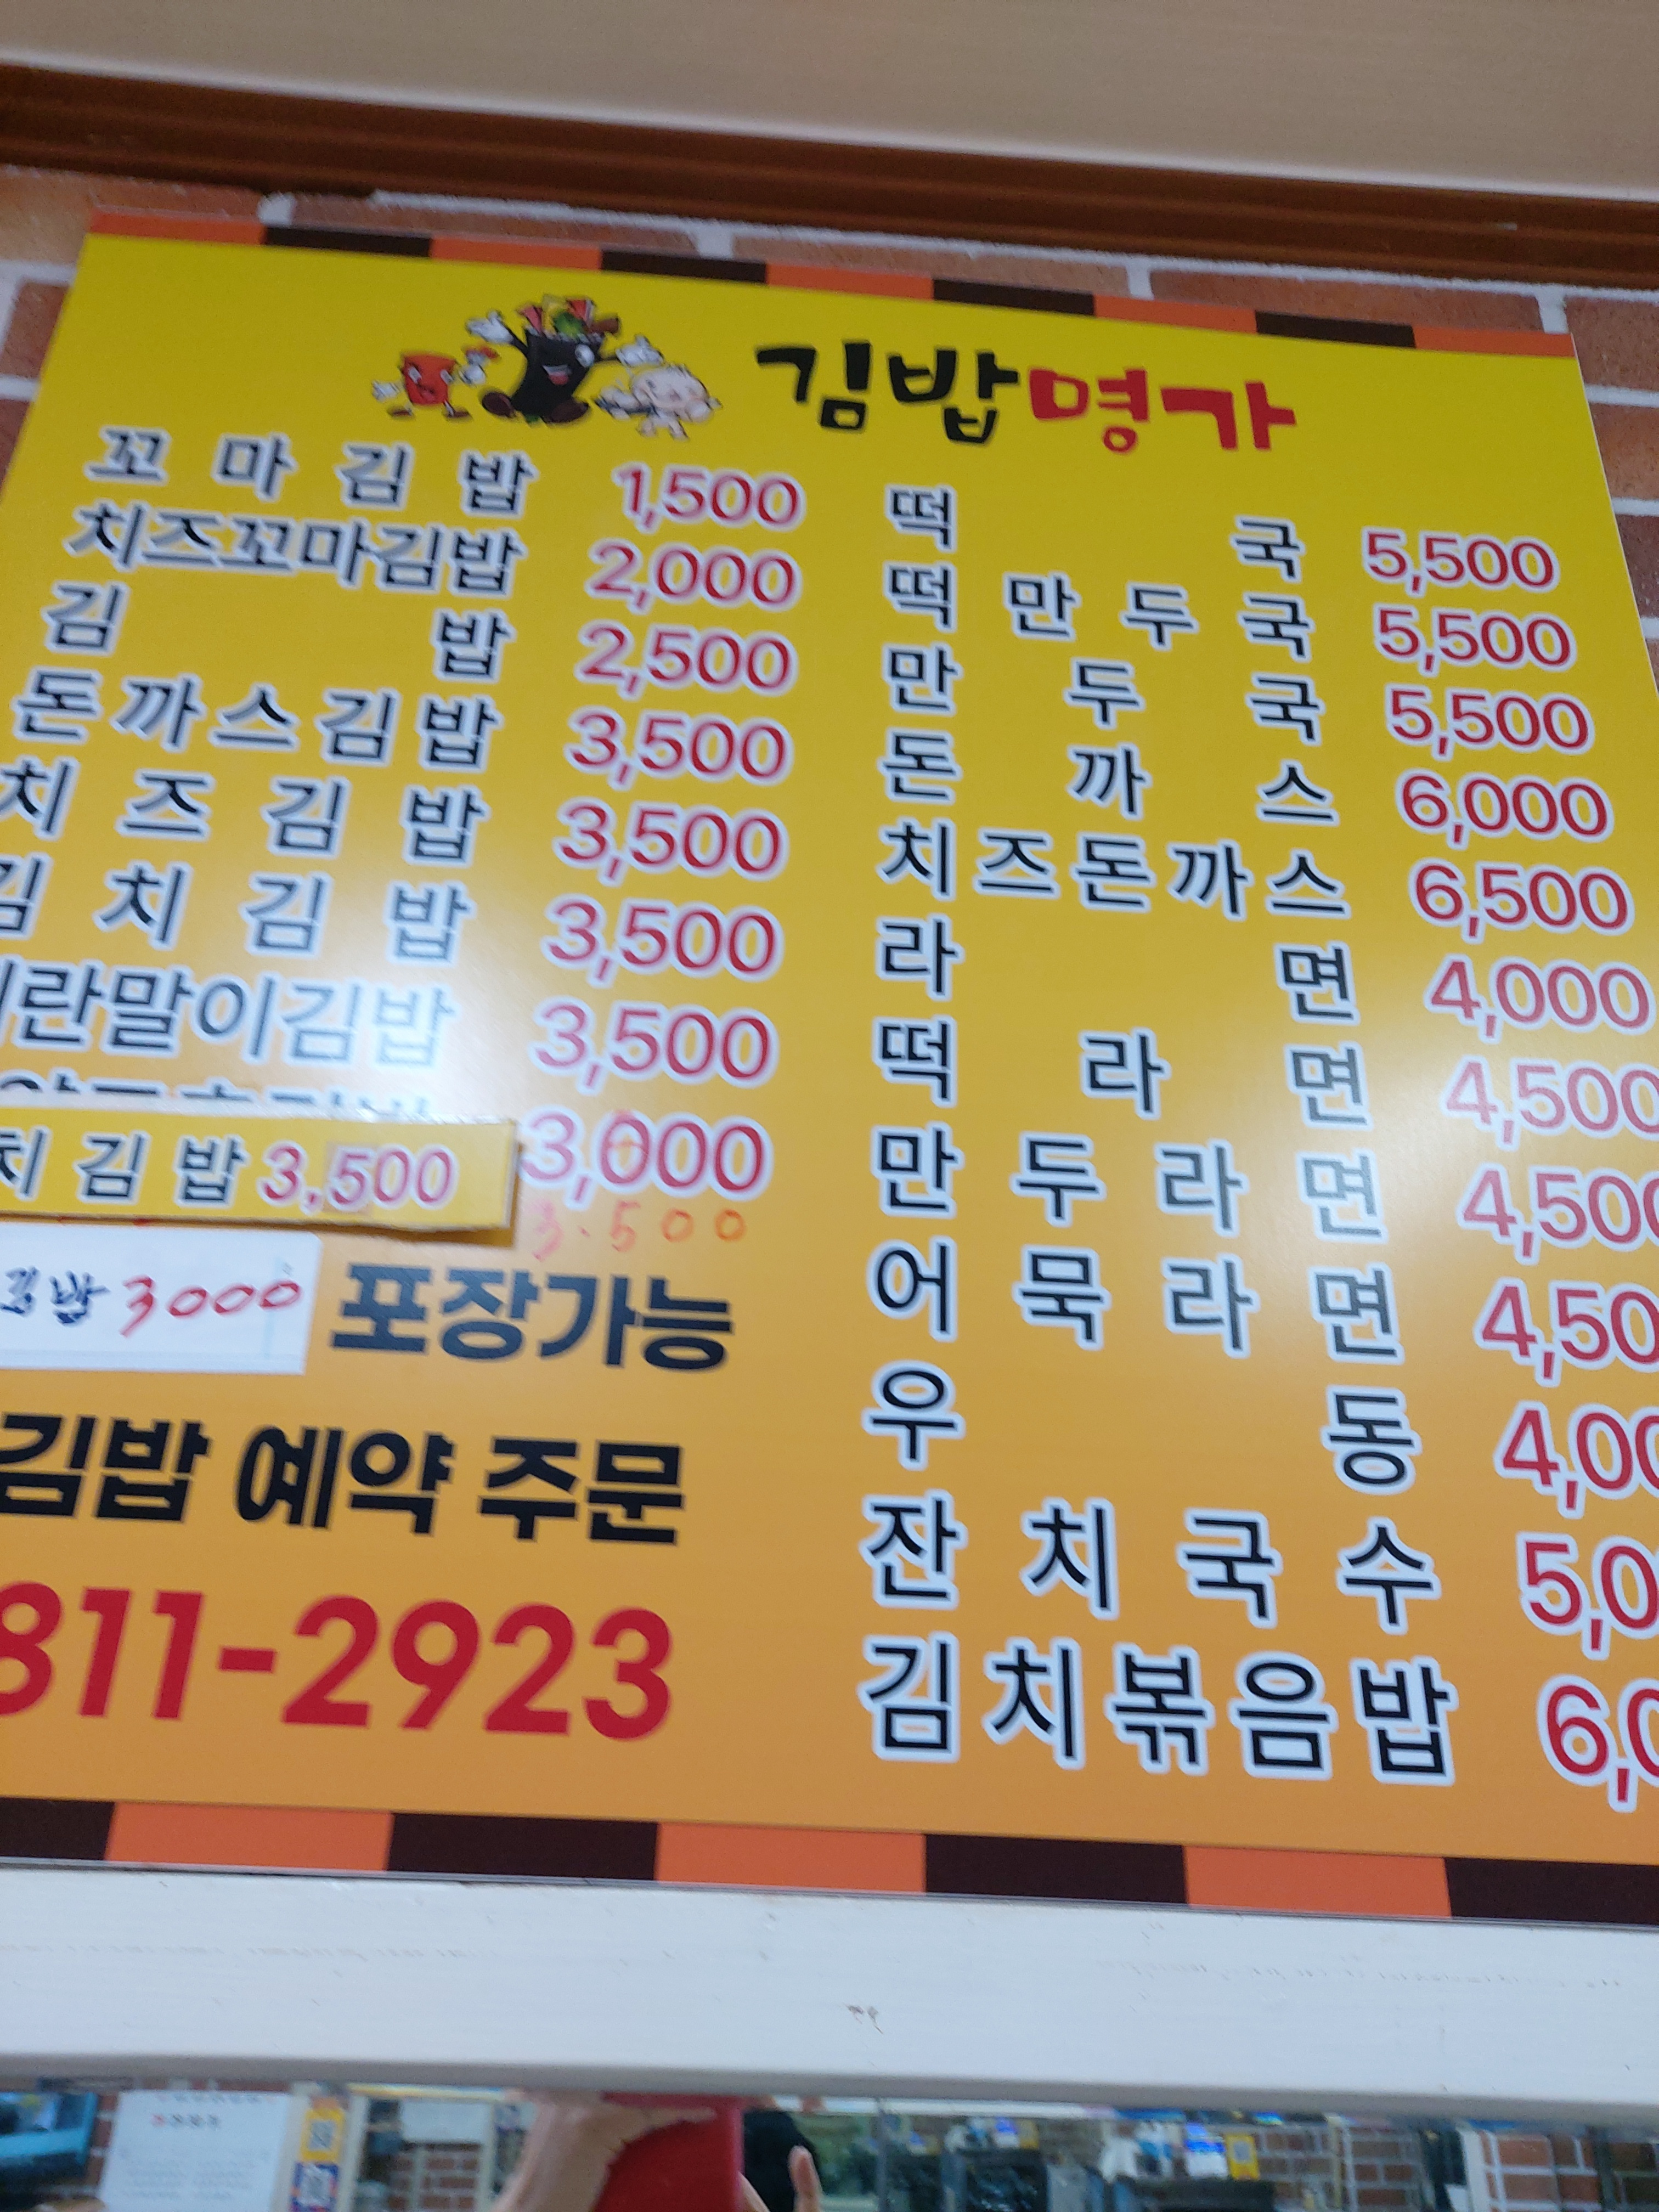 김밥명가
꼬마김밥 1,500
치즈꼬마김밥 2,000
김밥 2,500
돈까스김밥 3,500
치즈김밥 3,500
김치김밥 3,500
란말이김밥 3,500
3,000
치김밥 3,500
3.500
김밥 3000
포장가능
김밥 예약 주문
811-2923
떡국 5,500
떡만두국 5,500
만두국 5,500
돈까스 6,000
치즈돈까스 6,500
라면 4,000
떡라면 4,500
만두라면 4,500
어묵라면 4,50
우동 4,00
잔치국수 5,0
김치볶음밥 6,0